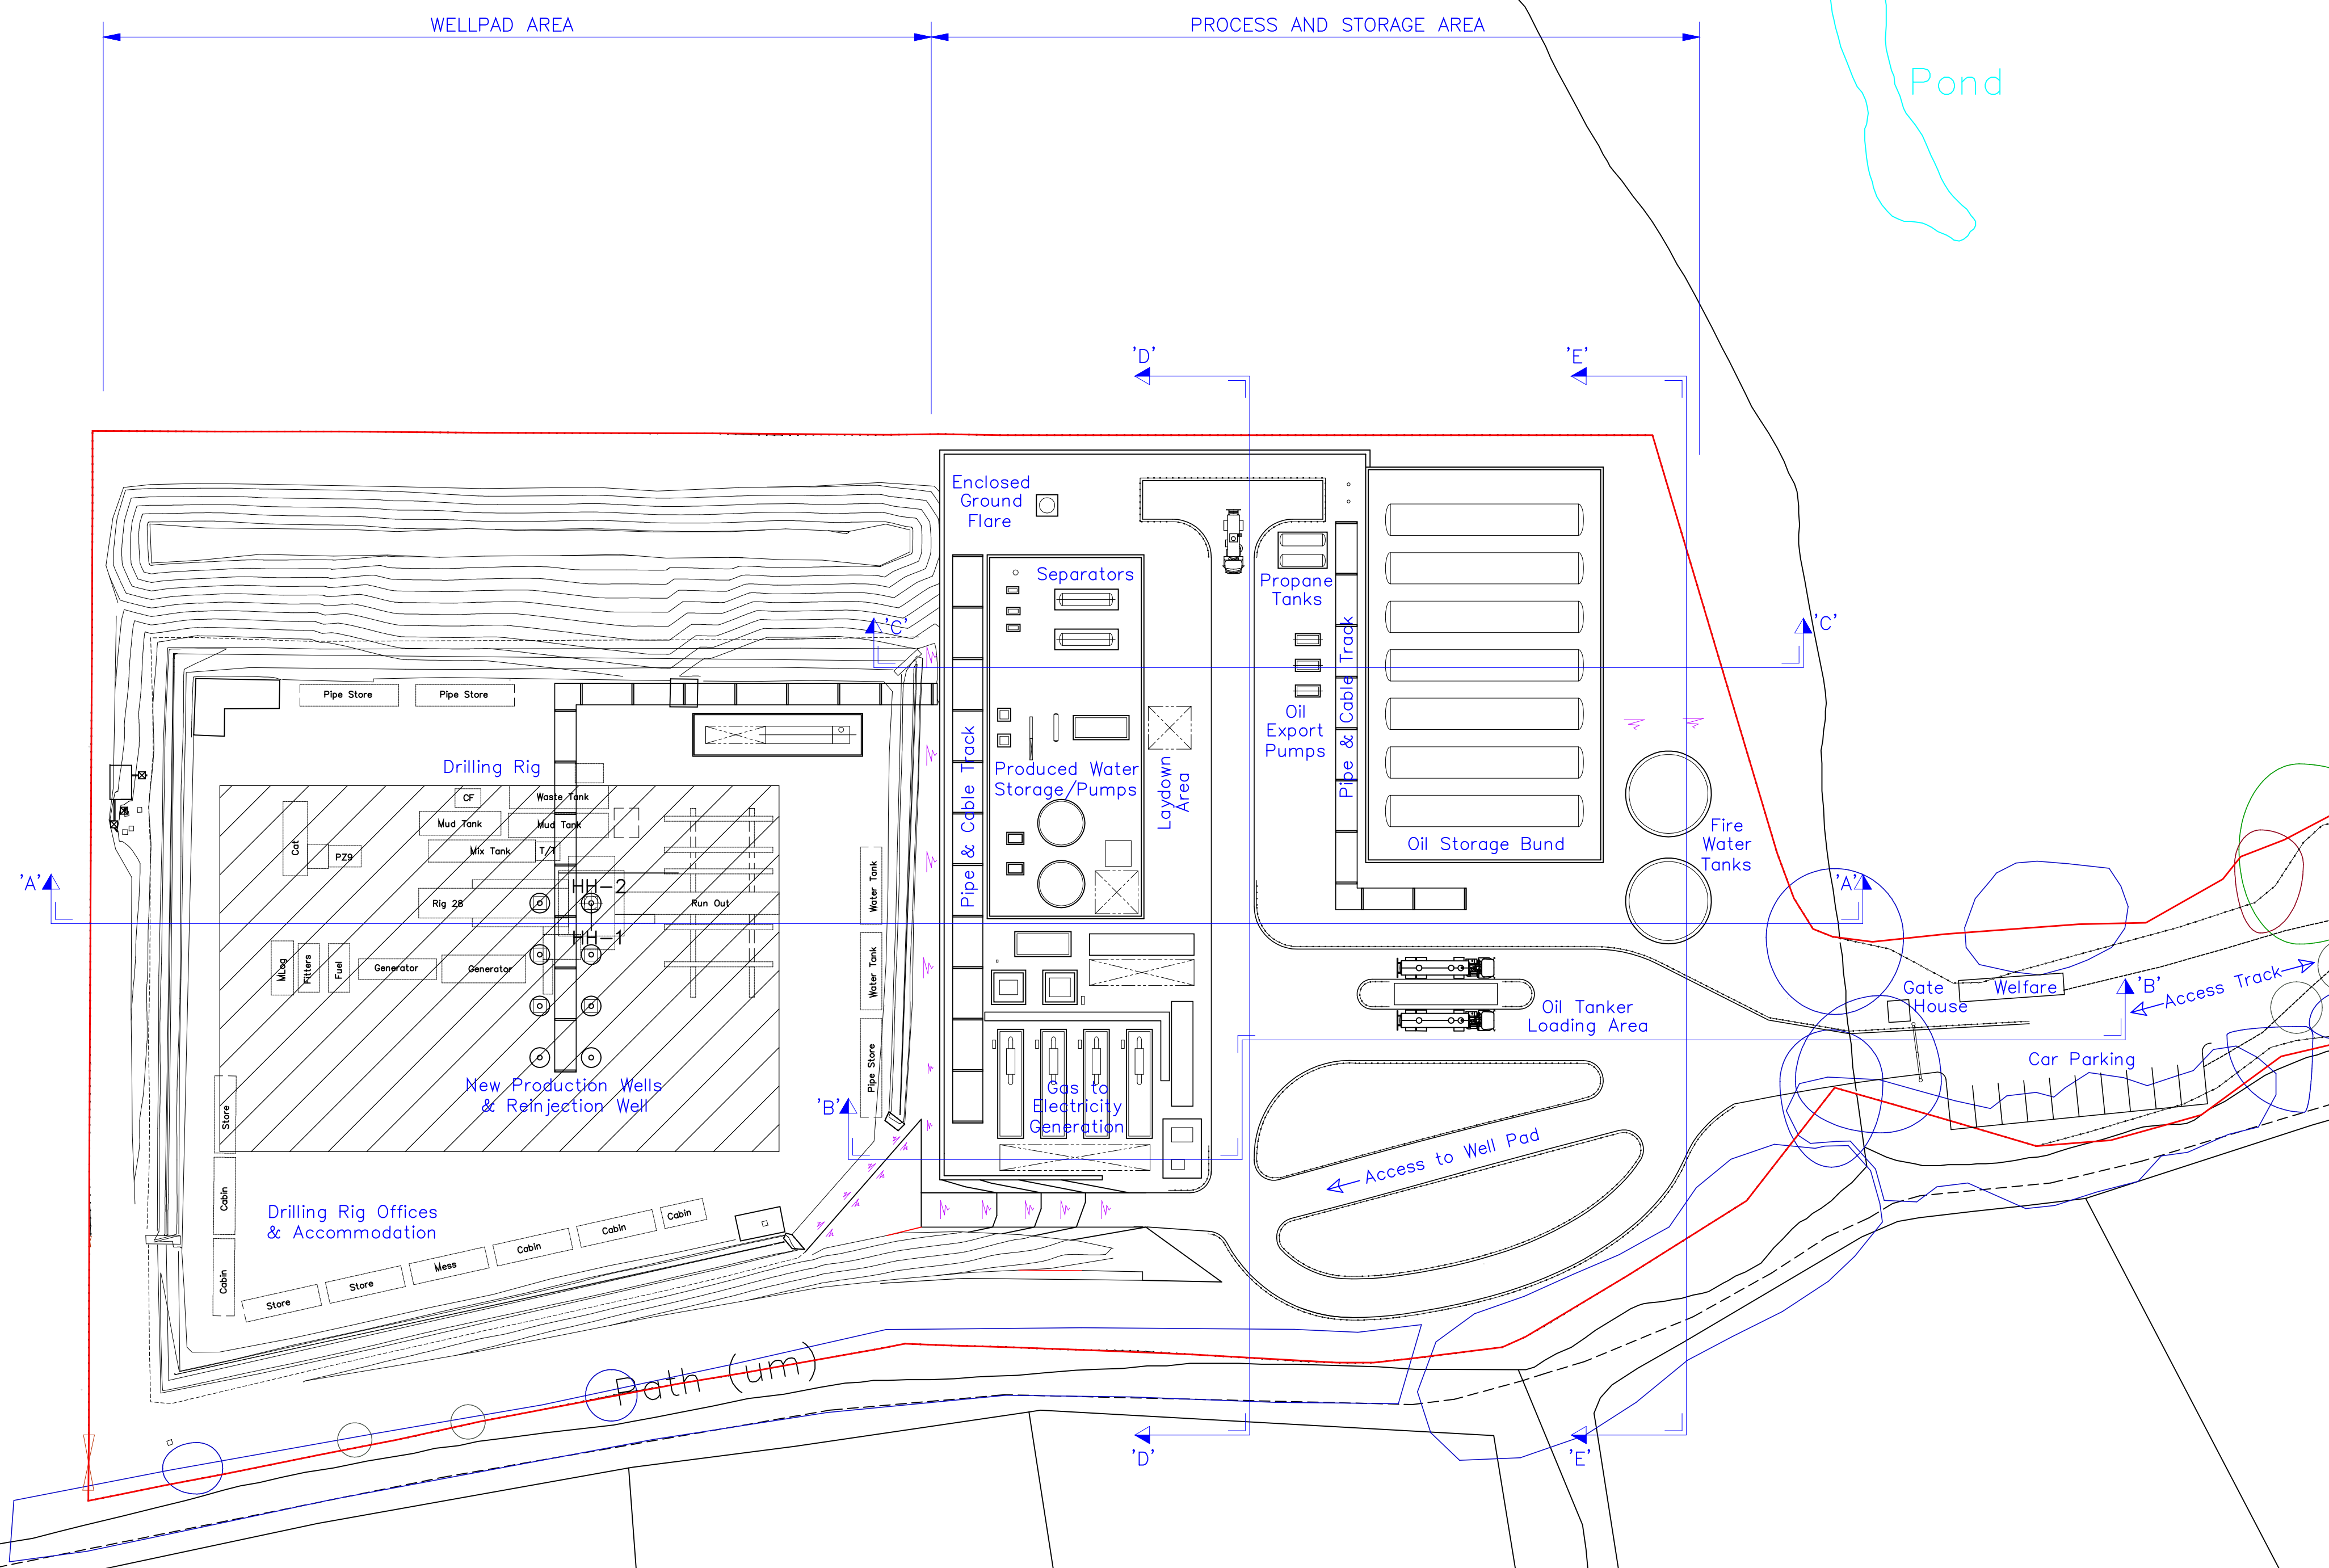 WELLPAD AREA
PROCESS AND STORAGE AREA
Pond
'D'
'E'
Enclosed
Ground
Flare
Separators
Propane
Tanks
'C'
'C'
Pipe Store
Pipe Store
Pipe & Cable Track
Pipe & Cable Track
Oil
Export
Pumps
Drilling Rig
Produced Water
Storage/Pumps
Laydown
Area
Oil Storage Bund
Fire
Water
Tanks
CF
Waste Tank
Mud Tank
Mud Tank
Cat
PZ9
Mix Tank
T/T
Water Tank
'A'
'A'
HH-2
Rig 28
Run Out
HH-1
MLog
Fitters
Fuel
Generator
Generator
Water Tank
Gate
House
Welfare
'B'
Access Track
Oil Tanker
Loading Area
Car Parking
Pipe Store
New Production Wells
& Reinjection Well
Store
'B'
Gas to
Electricity
Generation
Access to Well Pad
Cabin
Drilling Rig Offices
& Accommodation
Cabin
Store
Store
Mess
Cabin
Cabin
Cabin
Path (um)
'D'
'E'